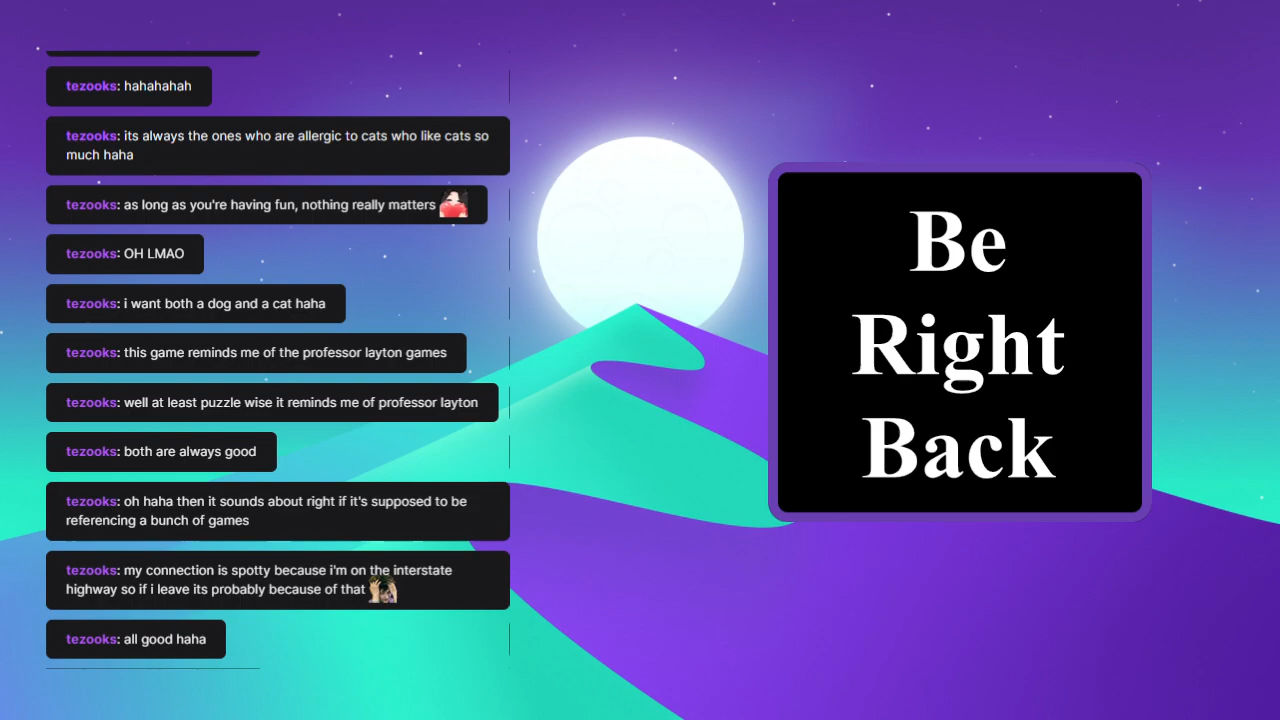 tezooks: hahahahah
tezooks: its always the ones who are allergic to cats who like cats so
much haha
tezooks: as long as you're having fun, nothing really matters
tezooks: OH LMAO
tezooks: i want both a dog and a cat haha
tezooks: this game reminds me of the professor layton games
tezooks: well at least puzzle wise it reminds me of professor layton
tezooks: both are always good
tezooks: oh haha then it sounds about right if it's supposed to be
referencing a bunch of games
tezooks: my connection is spotty because i'm on the interstate
highway so if i leave its probably because of that
tezooks: all good haha
Be
Right
Back